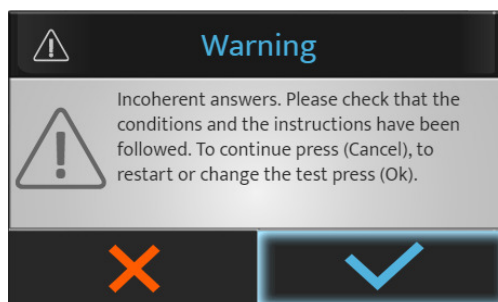 Warning
Incoherent answers. Please check that the
conditions and the instructions have been
followed. To continue press (Cancel), to
restart or change the test press (Ok).